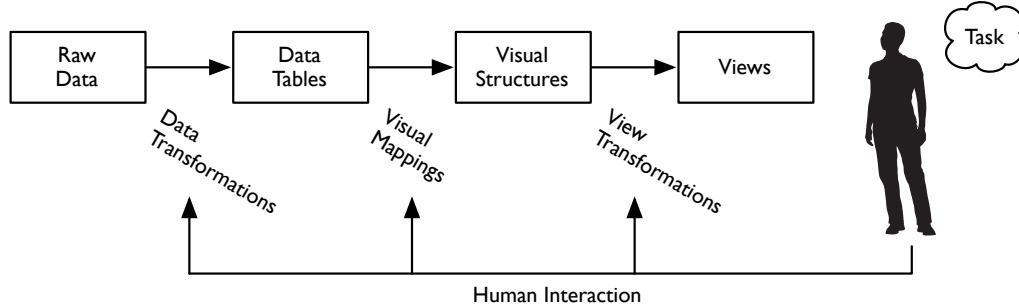 Raw
Data
Data
Tables
Visual
Structures
Views
Task
Data
Transformations
Visual
Mappings
View
Transformations
Human Interaction